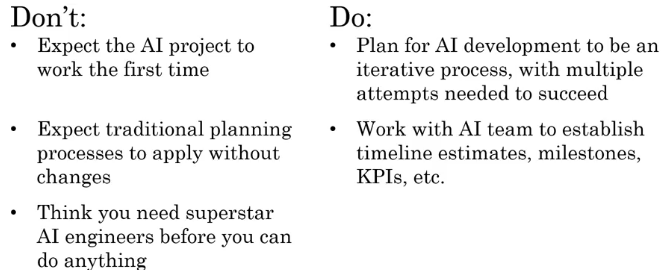 Don't:
• Expect the AI project to
work the first time
• Expect traditional planning
processes to apply without
changes
• Think you need superstar
AI engineers before you can
do anything
Do:
• Plan for AI development to be an
iterative process, with multiple
attempts needed to succeed
• Work with AI team to establish
timeline estimates, milestones,
KPIs, etc.